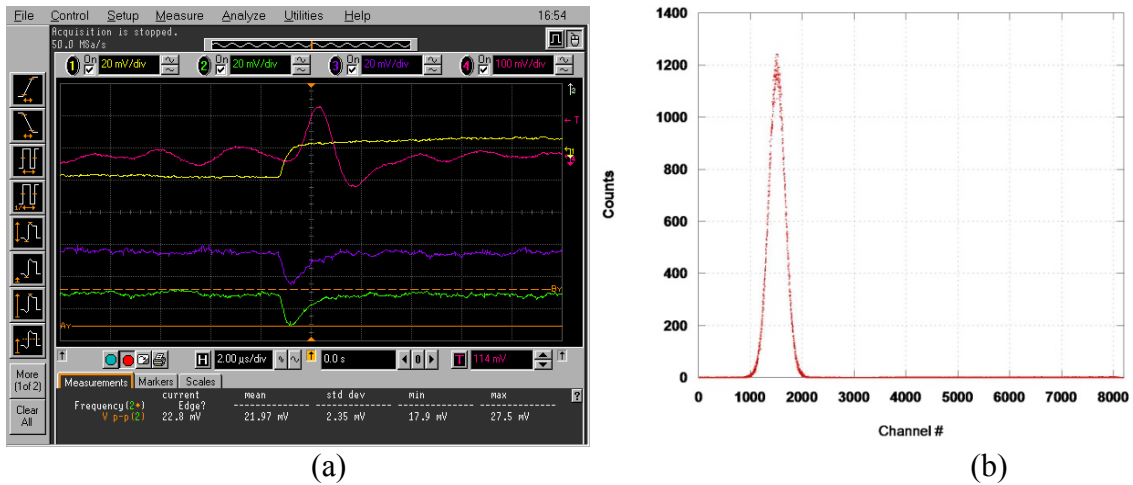 File Control Setup Measure Analyze Utilities Help 16:54
Acquisition is stopped.
50.0 MSa/s
1 On 20 mV/div 2 On 20 mV/div 3 On 20 mV/div 4 On 100 mV/div
2
T
1
By
Ay
More
(1of 2)
Clear
All
H 2.00 µs/div 0.0 s 0 T 114 mV
Measurements Markers Scales
?
current mean std dev min max
Frequency(2) Edge?
V p-p(2) 22.8 mV 21.97 mV 2.35 mV 17.9 mV 27.5 mV
(a)
1400
1200
1000
800
600
400
200
0
Counts
0 1000 2000 3000 4000 5000 6000 7000 8000
Channel #
(b)